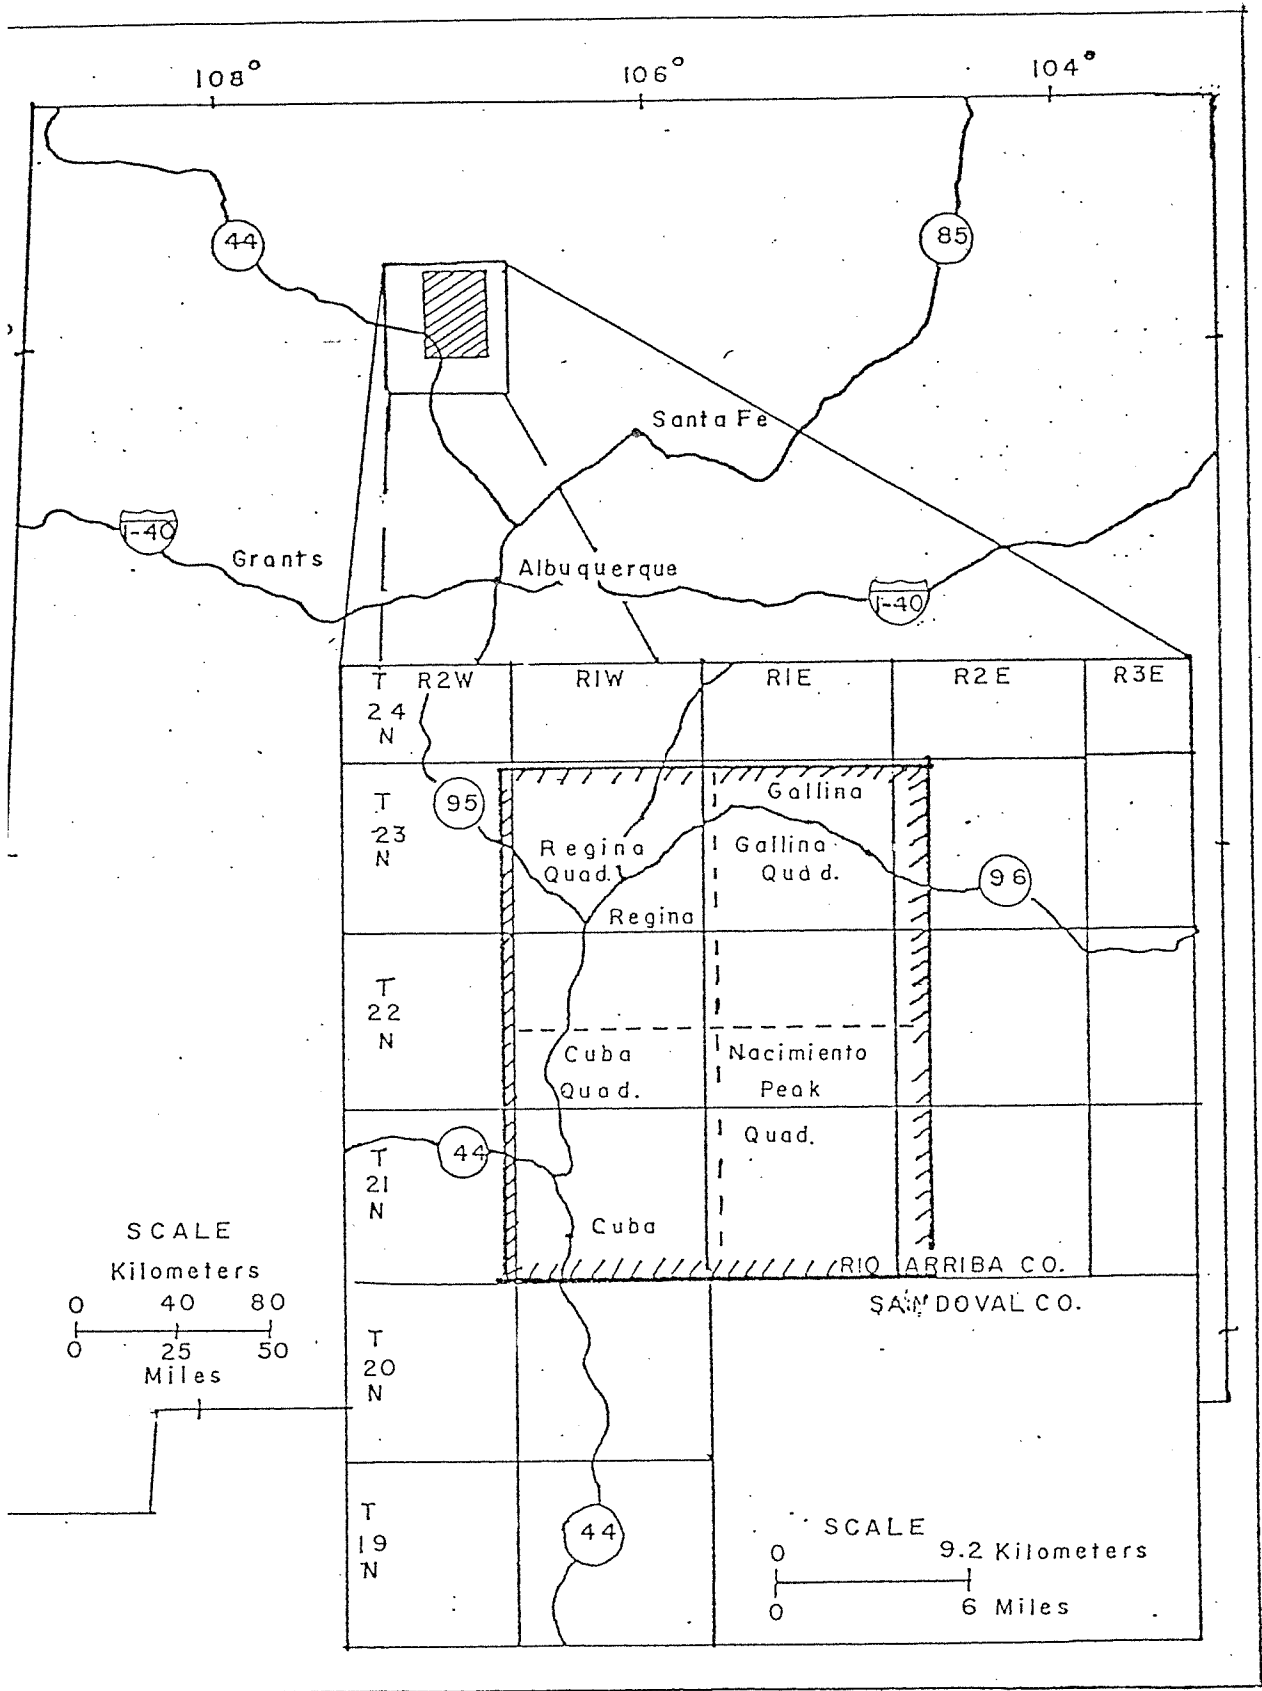 108° 106° 104°
44
85
Santa Fe
I-40
Grants
Albuquerque
I-40
T R2W R1W R1E R2E R3E
24
N
T
23
N
95
Gallina
Regina
Quad.
Gallina
Quad.
96
Regina
T
22
N
Cuba
Quad.
Nacimiento
Peak
Quad.
44
T
21
N
Cuba
RIO ARRIBA CO.
SANDOVAL CO.
SCALE
Kilometers
0 40 80
0 25 50
Miles
T
20
N
T
19
N
44
SCALE
0 9.2 Kilometers
0 6 Miles